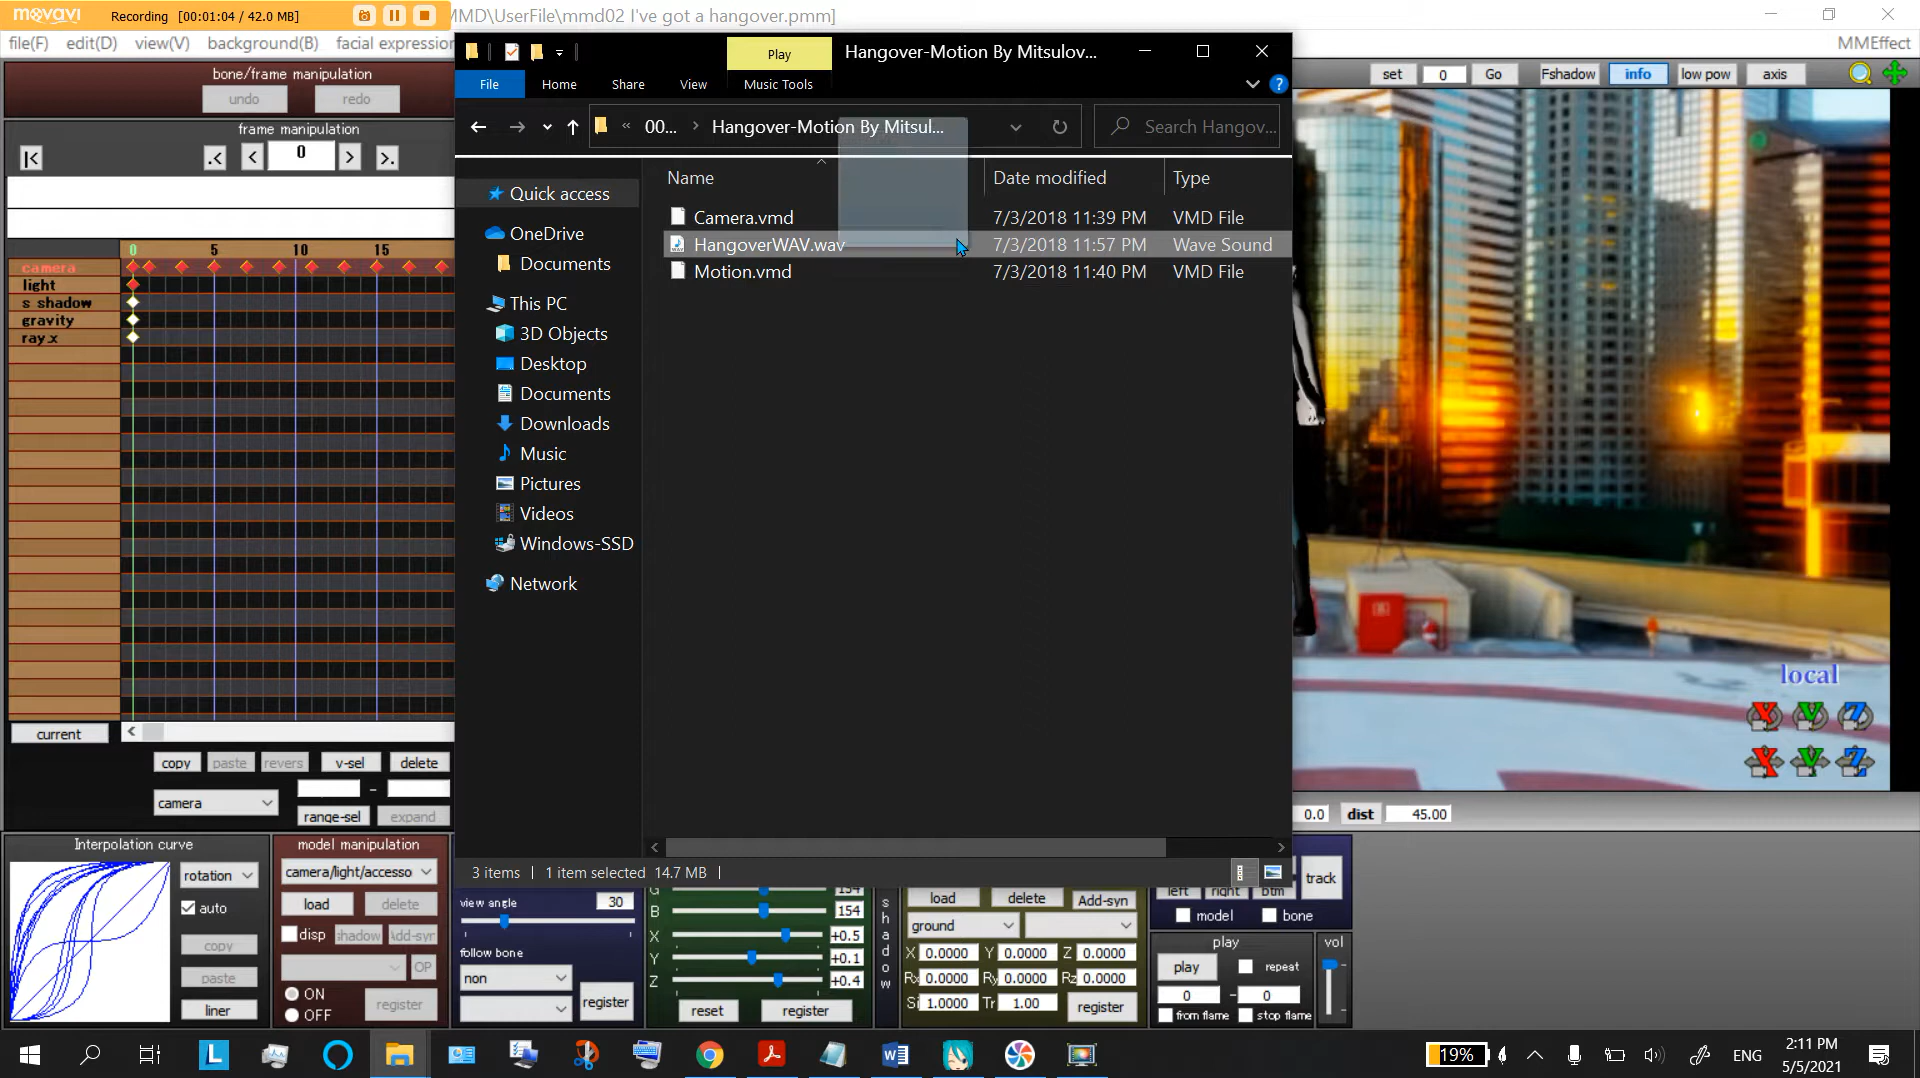 movavi
Recording [00:01:04 / 42.0 MB]
MMD\UserFile\mmd02 I've got a hangover.pmm]
file(F) edit(D) view(V) background(B) facial expression
MMEffect
bone/frame manipulation
undo redo
frame manipulation
0
0 5 10 15
camera
light
s shadow
gravity
ray.x
current
copy paste revers v-sel delete
camera
range-sel expand
Interpolation curve
rotation
auto
copy
paste
liner
model manipulation
camera/light/accesso
load delete
disp shadow Add-syn
OP
ON
OFF
register
Play
Hangover-Motion By Mitsulov...
File Home Share View Music Tools
00... Hangover-Motion By Mitsul...
Search Hangov...
Name Date modified Type
Camera.vmd 7/3/2018 11:39 PM VMD File
HangoverWAV.wav 7/3/2018 11:57 PM Wave Sound
Motion.vmd 7/3/2018 11:40 PM VMD File
Quick access
OneDrive
Documents
This PC
3D Objects
Desktop
Documents
Downloads
Music
Pictures
Videos
Windows-SSD
Network
3 items 1 item selected 14.7 MB
set 0 Go Fshadow info low pow axis
local
X Y Z
X Y Z
0.0 dist 45.00
view angle 30
follow bone
non
register
G 154
B 154
X +0.5
Y +0.1
Z +0.4
reset register
shadow
load delete Add-syn
ground
X 0.0000 Y 0.0000 Z 0.0000
Rx 0.0000 Ry 0.0000 Rz 0.0000
Si 1.0000 Tr 1.00
register
left right btm track
model bone
play
play repeat
0 - 0
from flame stop flame
vol
L
19%
ENG
2:11 PM
5/5/2021